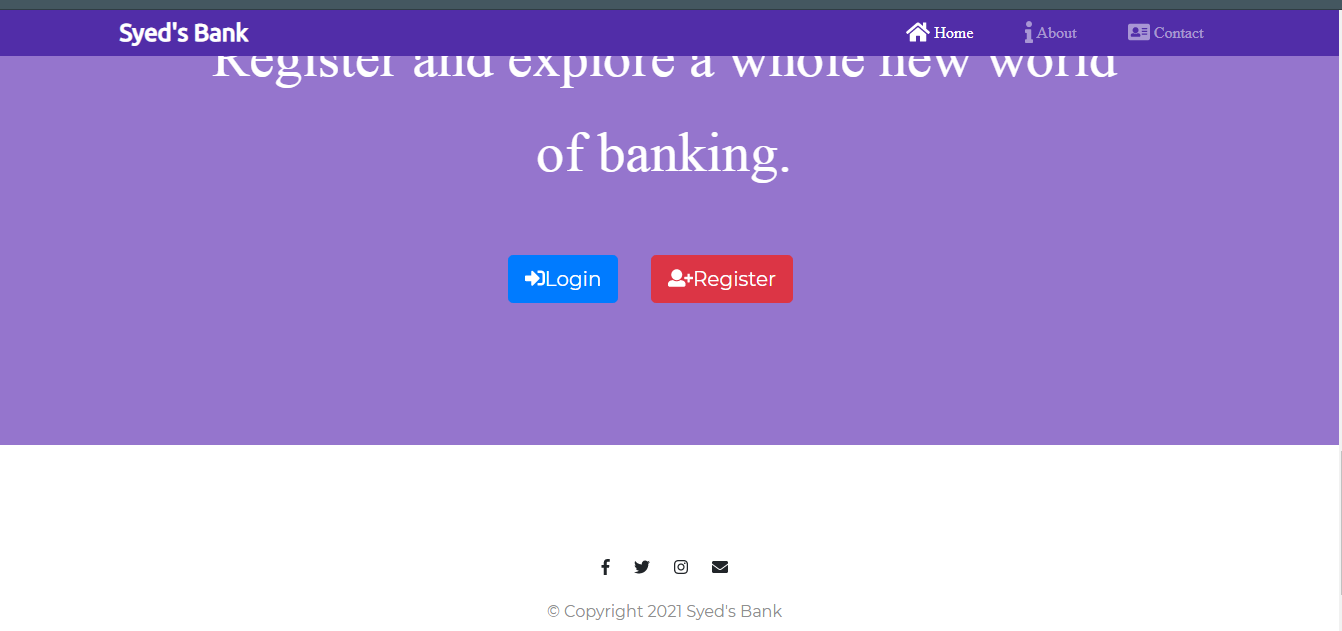 Syed's Bank
Home
About
Contact
Register and explore a whole new world
of banking.
Login
Register
© Copyright 2021 Syed's Bank